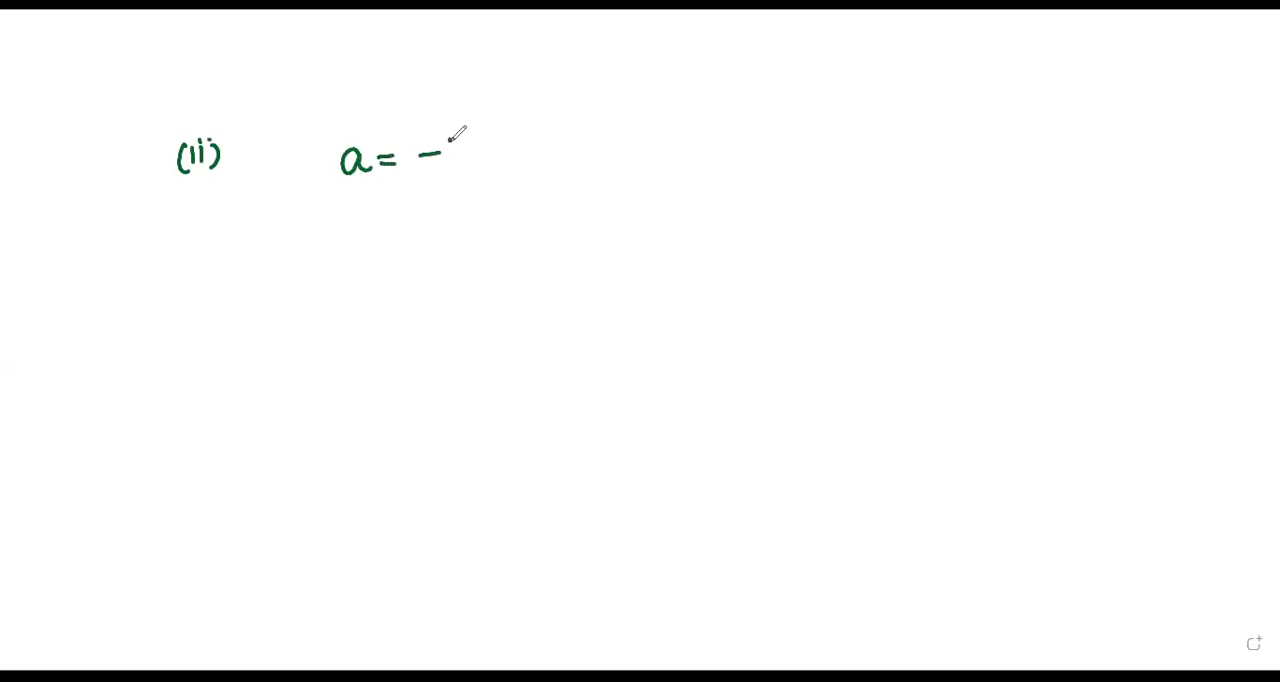 (ii) a = -